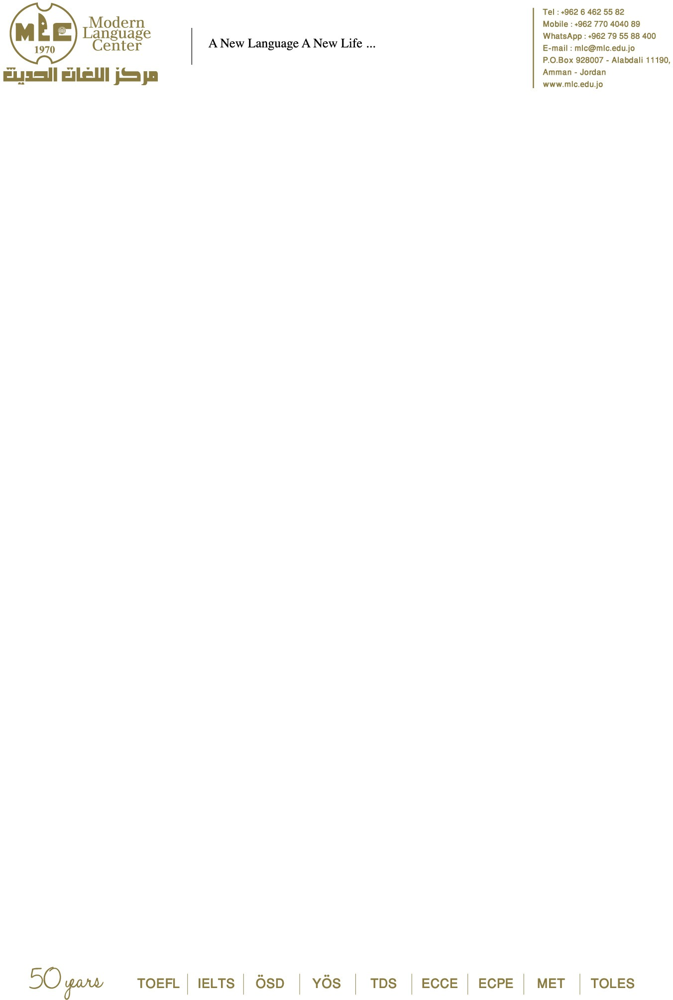 MLC
1970
Modern
Language
Center
مركز اللغات الحديث
A New Language A New Life ...
Tel : +962 6 462 55 82
Mobile : +962 770 4040 89
WhatsApp : +962 79 55 88 400
E-mail : mlc@mlc.edu.jo
P.O.Box 928007 - Alabdali 11190,
Amman - Jordan
www.mlc.edu.jo
50 years
TOEFL IELTS ÖSD YÖS TDS ECCE ECPE MET TOLES